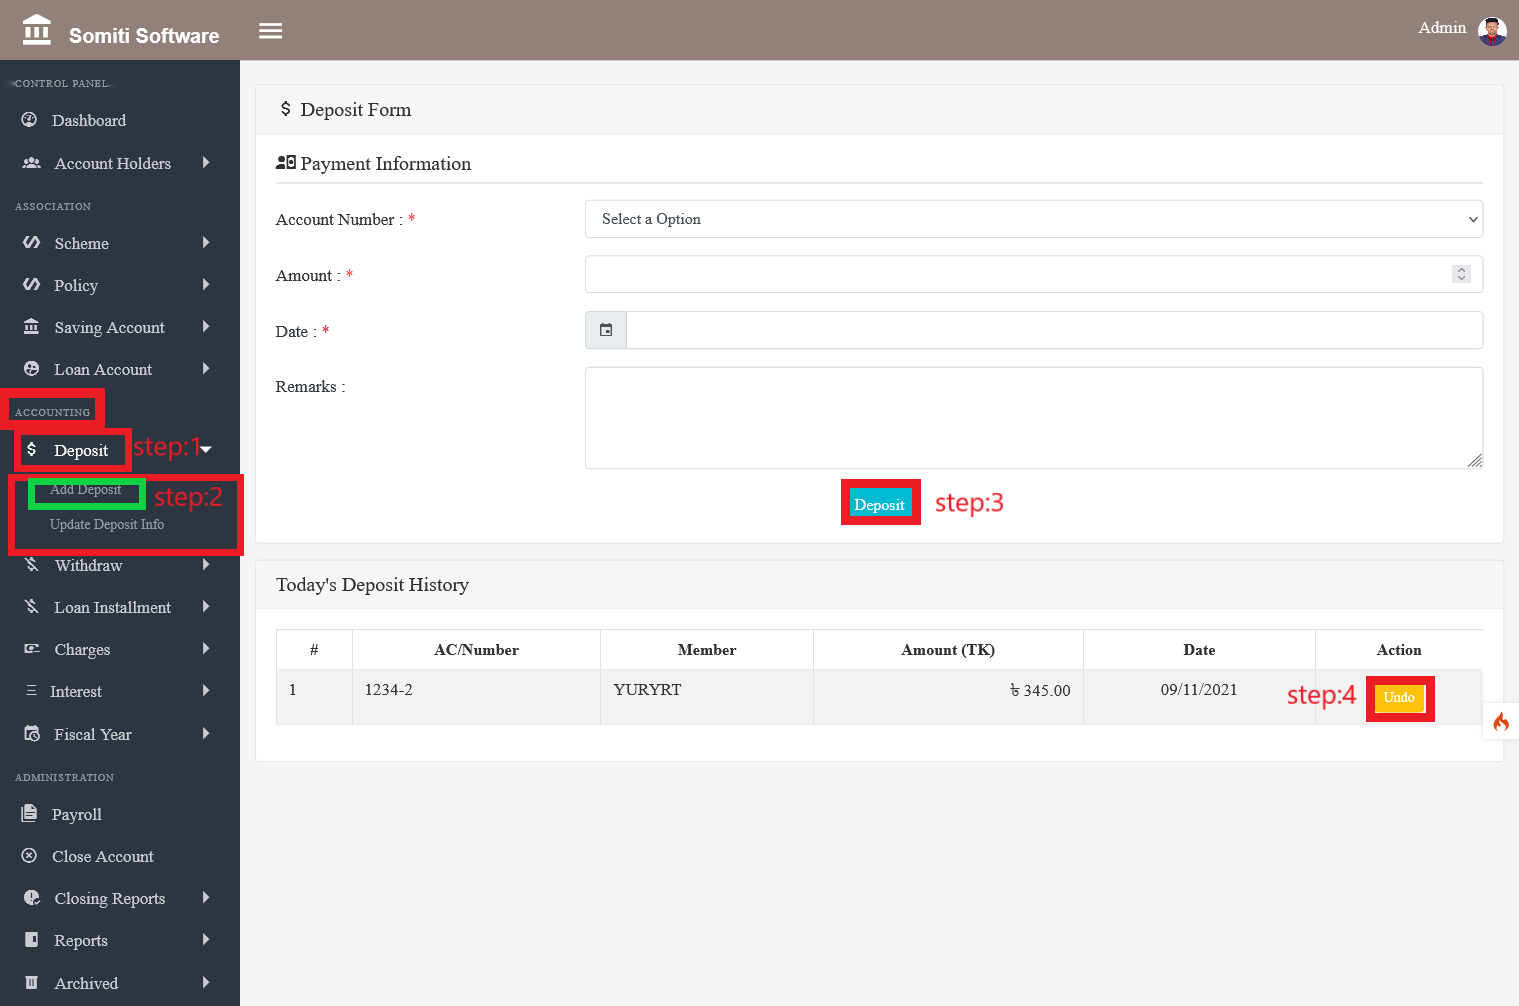 Somiti Software
Admin
CONTROL PANEL
Dashboard
Account Holders
ASSOCIATION
Scheme
Policy
Saving Account
Loan Account
ACCOUNTING
Deposit step:1
Add Deposit step:2
Update Deposit Info
Withdraw
Loan Installment
Charges
Interest
Fiscal Year
ADMINISTRATION
Payroll
Close Account
Closing Reports
Reports
Archived
$ Deposit Form
Payment Information
Account Number : * Select a Option
Amount : *
Date : *
Remarks :
Deposit step:3
Today's Deposit History
# AC/Number Member Amount (TK) Date Action
1 1234-2 YURYRT ৳ 345.00 09/11/2021 step:4 Undo